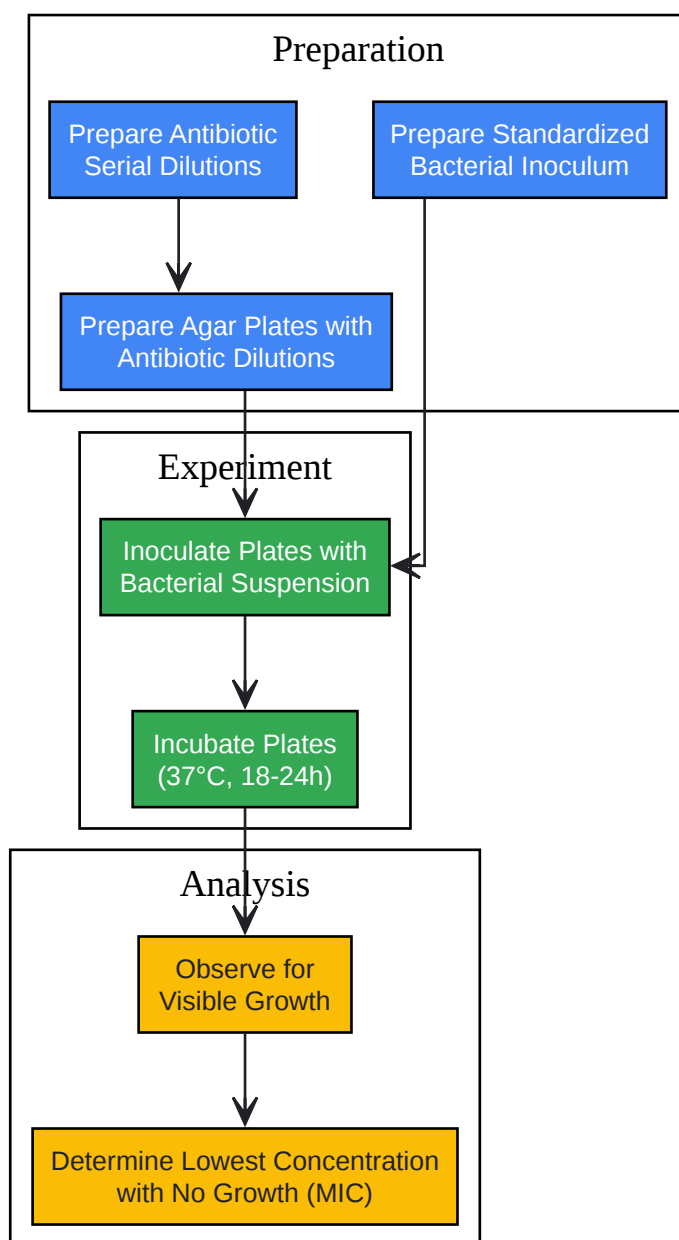 Preparation
Prepare Antibiotic
Serial Dilutions
Prepare Standardized
Bacterial Inoculum
Prepare Agar Plates with
Antibiotic Dilutions
Experiment
Inoculate Plates with
Bacterial Suspension
Incubate Plates
(37°C, 18-24h)
Analysis
Observe for
Visible Growth
Determine Lowest Concentration
with No Growth (MIC)